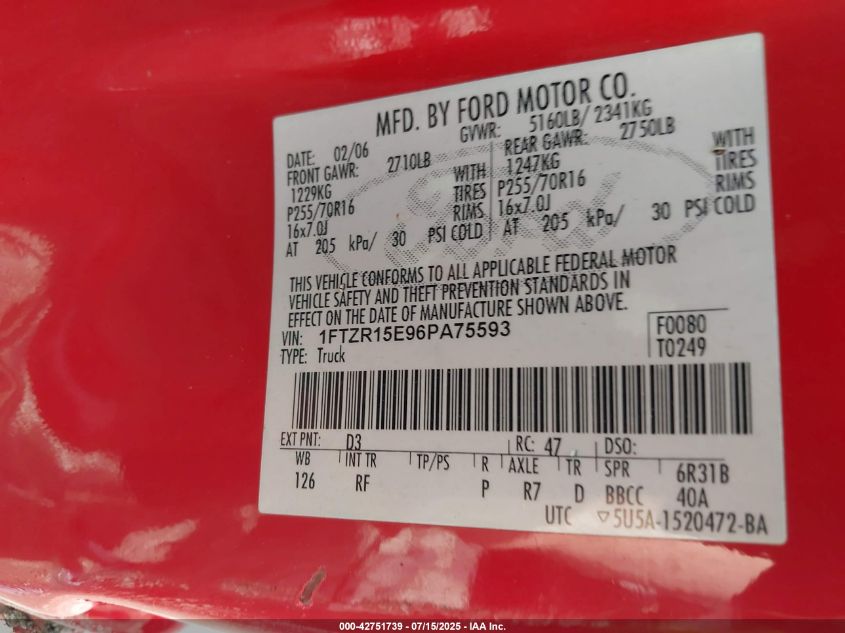 MFD. BY FORD MOTOR CO.
DATE: 02/06 GVWR: 5160LB/ 2341KG
FRONT GAWR: 2710LB REAR GAWR: 2750LB
1229KG WITH 1247KG WITH
P255/70R16 TIRES P255/70R16 TIRES
16x7.0J RIMS 16x7.0J RIMS
AT 205 kPa/ 30 PSI COLD AT 205 kPa/ 30 PSI COLD
THIS VEHICLE CONFORMS TO ALL APPLICABLE FEDERAL MOTOR
VEHICLE SAFETY AND THEFT PREVENTION STANDARDS IN
EFFECT ON THE DATE OF MANUFACTURE SHOWN ABOVE.
VIN: 1FTZR15E96PA75593 F0080
TYPE: Truck T0249
EXT PNT: D3 RC: 47 DSO:
WB INT TR TP/PS R AXLE TR SPR 6R31B
126 RF P R7 D BBCC 40A
UTC ▽5U5A-1520472-BA
000-42751739 - 07/15/2025 - IAA Inc.